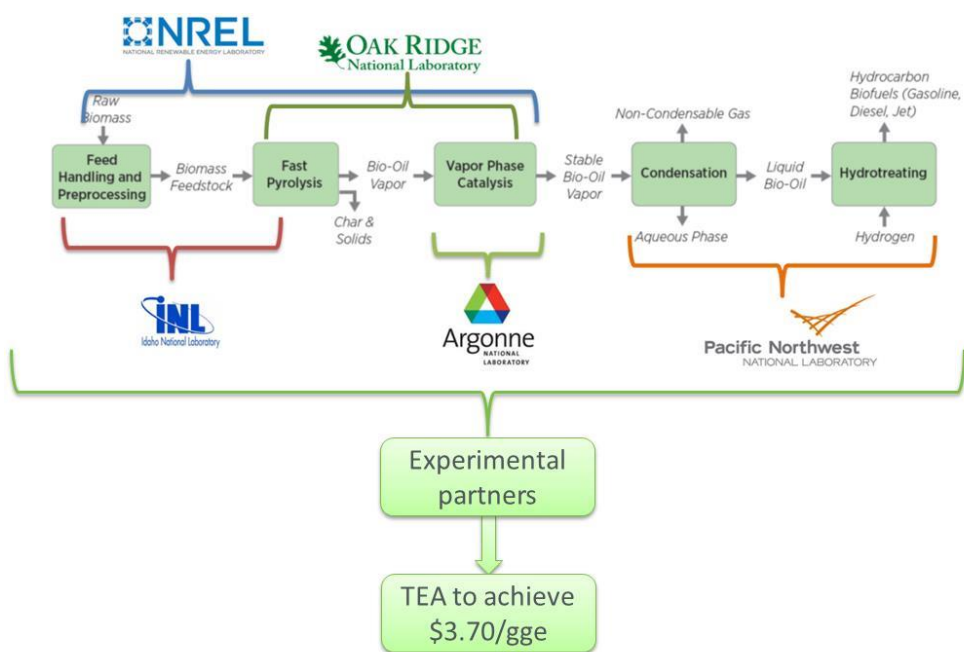 NREL
NATIONAL RENEWABLE ENERGY LABORATORY
OAK RIDGE
National Laboratory
Raw
Biomass
Feed
Handling and
Preprocessing
Biomass
Feedstock
Fast
Pyrolysis
Char &
Solids
Bio-Oil
Vapor
Vapor Phase
Catalysis
Stable
Bio-Oil
Vapor
Non-Condensable Gas
Condensation
Aqueous Phase
Liquid
Bio-Oil
Hydrocarbon
Biofuels (Gasoline,
Diesel, Jet)
Hydrotreating
Hydrogen
INL
Idaho National Laboratory
Argonne
NATIONAL
LABORATORY
Pacific Northwest
NATIONAL LABORATORY
Experimental
partners
TEA to achieve
$3.70/gge